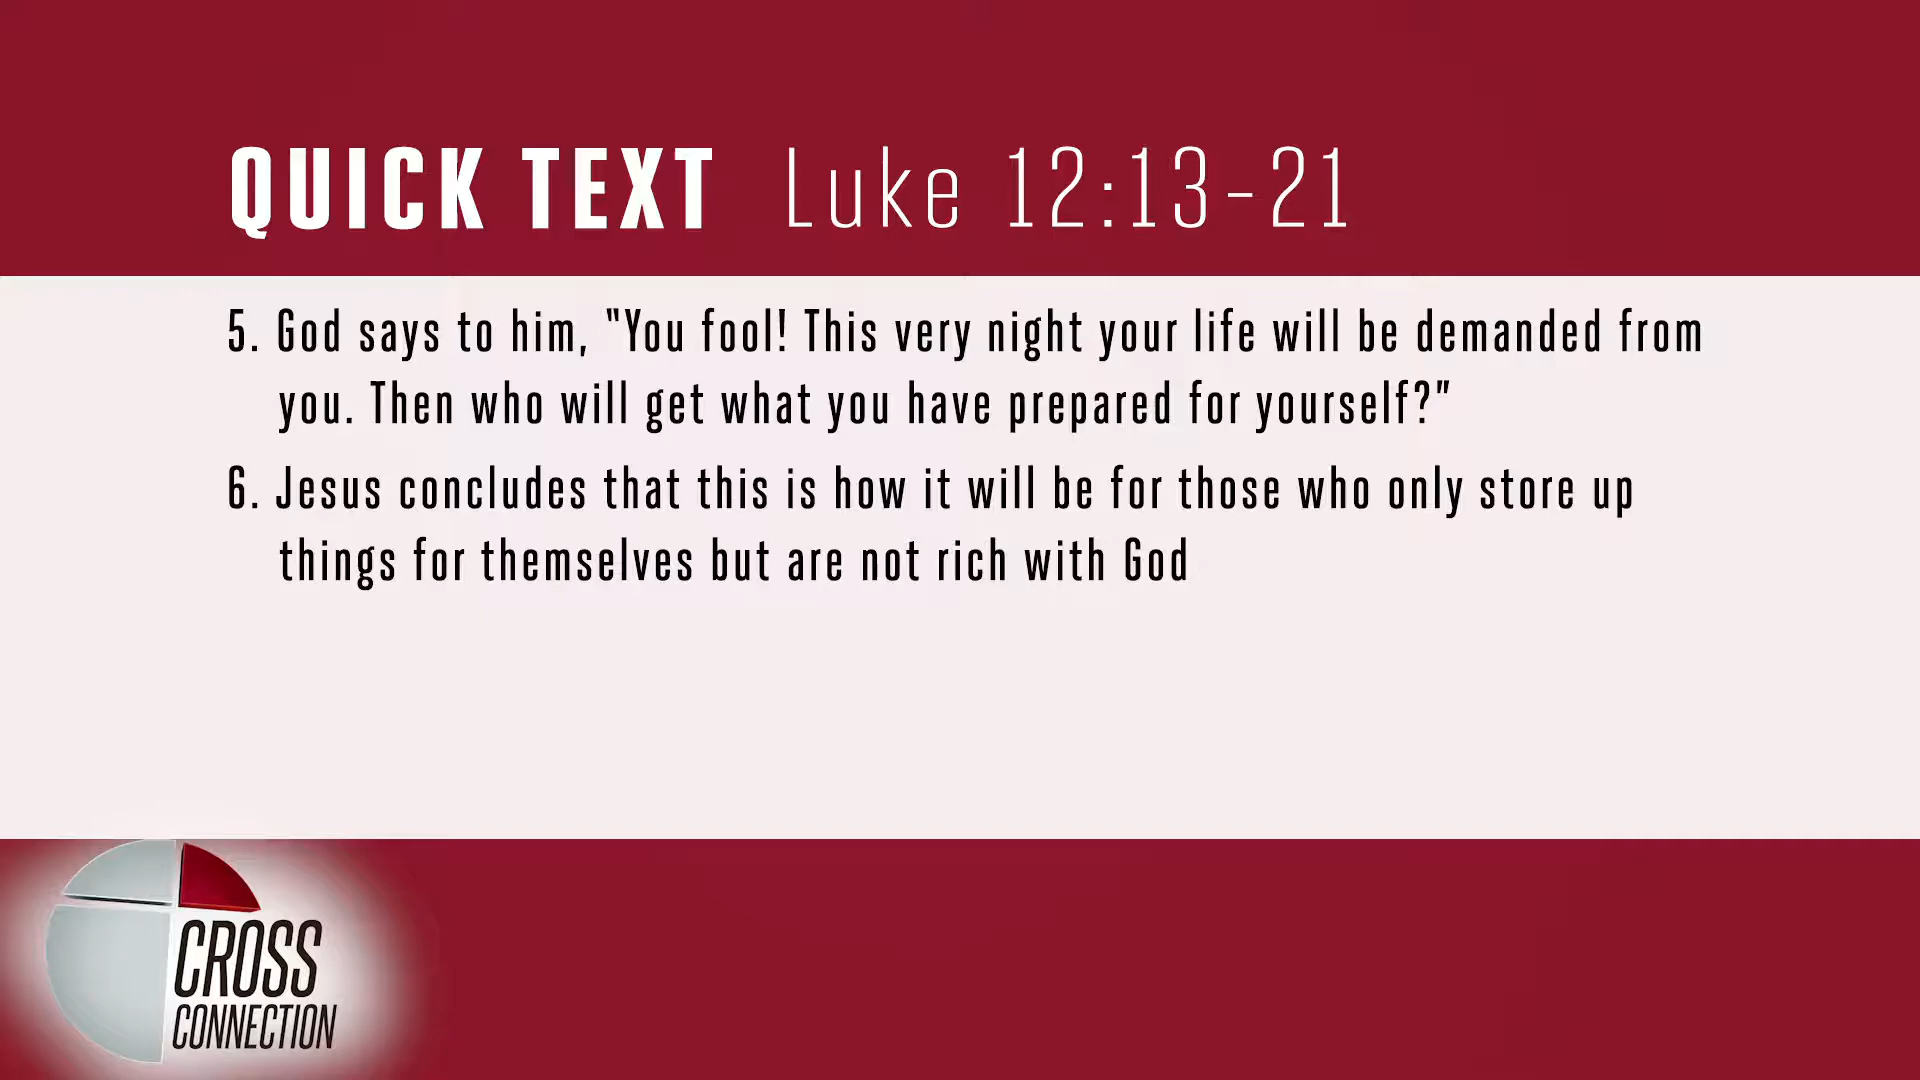 QUICK TEXT Luke 12:13-21
5. God says to him, "You fool! This very night your life will be demanded from
you. Then who will get what you have prepared for yourself?"
6. Jesus concludes that this is how it will be for those who only store up
things for themselves but are not rich with God
CROSS
CONNECTION